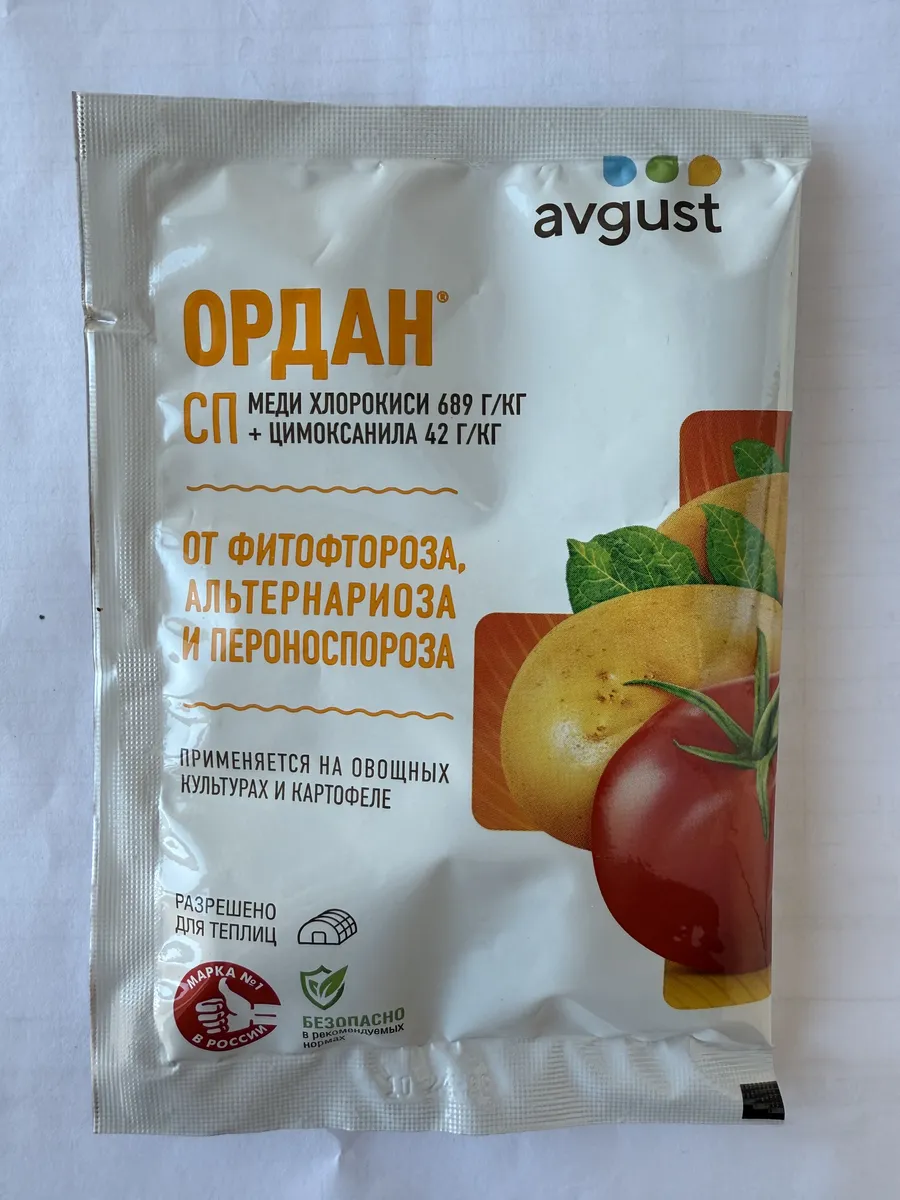 avgust
ОРДАН®
СП МЕДИ ХЛОРОКИСИ 689 Г/КГ
+ ЦИМОКСАНИЛА 42 Г/КГ
ОТ ФИТОФТОРОЗА,
АЛЬТЕРНАРИОЗА
И ПЕРОНОСПОРОЗА
ПРИМЕНЯЕТСЯ НА ОВОЩНЫХ
КУЛЬТУРАХ И КАРТОФЕЛЕ
РАЗРЕШЕНО
ДЛЯ ТЕПЛИЦ
МАРКА №1
В РОССИИ
БЕЗОПАСНО
в рекомендуемых
нормах